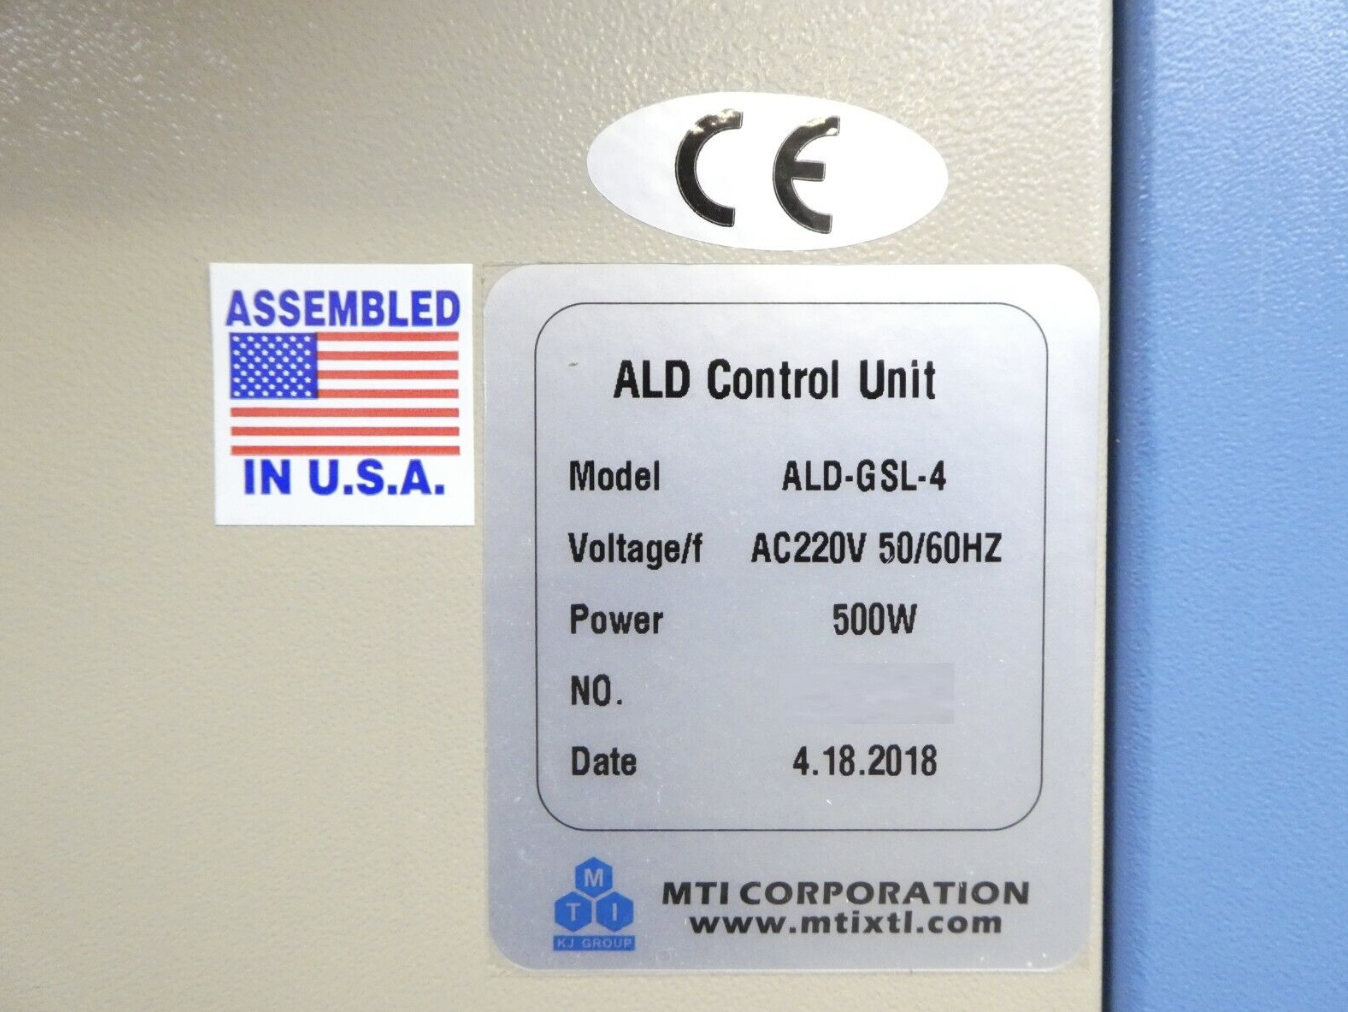 CE
ASSEMBLED
IN U.S.A.
ALD Control Unit
Model ALD-GSL-4
Voltage/f AC220V 50/60HZ
Power 500W
NO.
Date 4.18.2018
M
T I
KJ GROUP
MTI CORPORATION
www.mtixtl.com